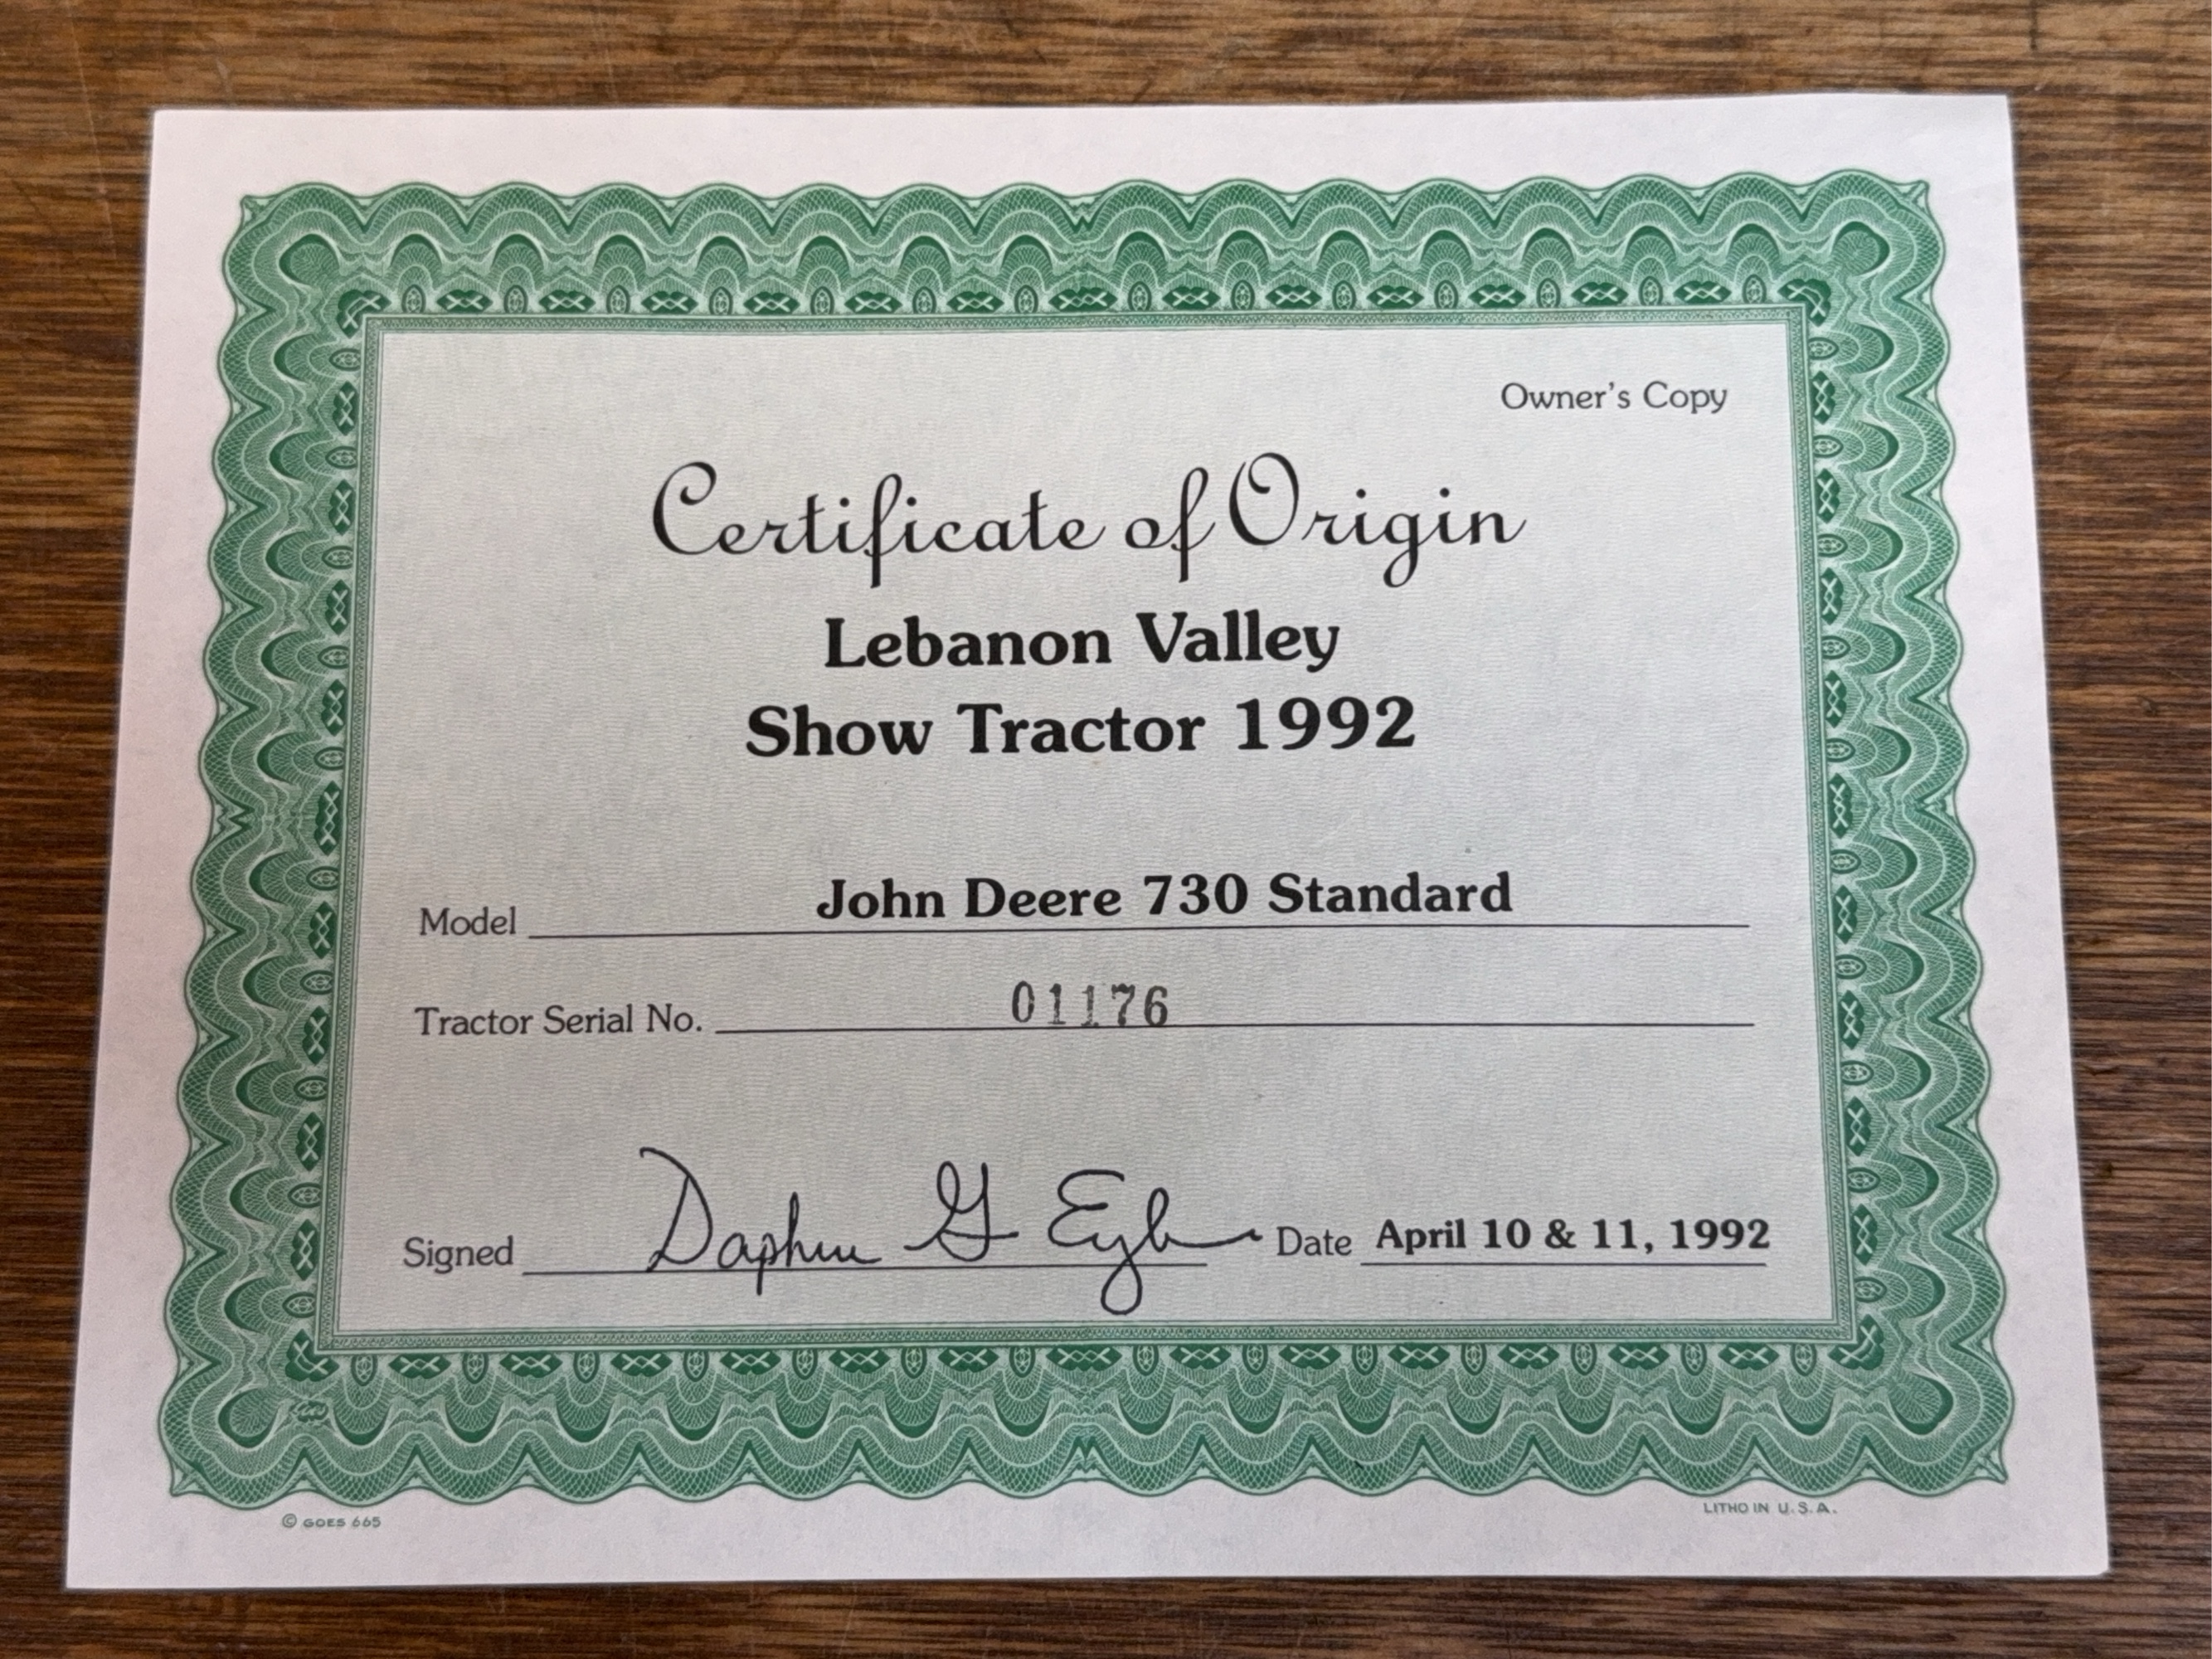 Owner's Copy
Certificate of Origin
Lebanon Valley
Show Tractor 1992
Model John Deere 730 Standard
Tractor Serial No. 01176
Signed Daphne G Date April 10 & 11, 1992
© GOES 665
LITHO IN U.S.A.